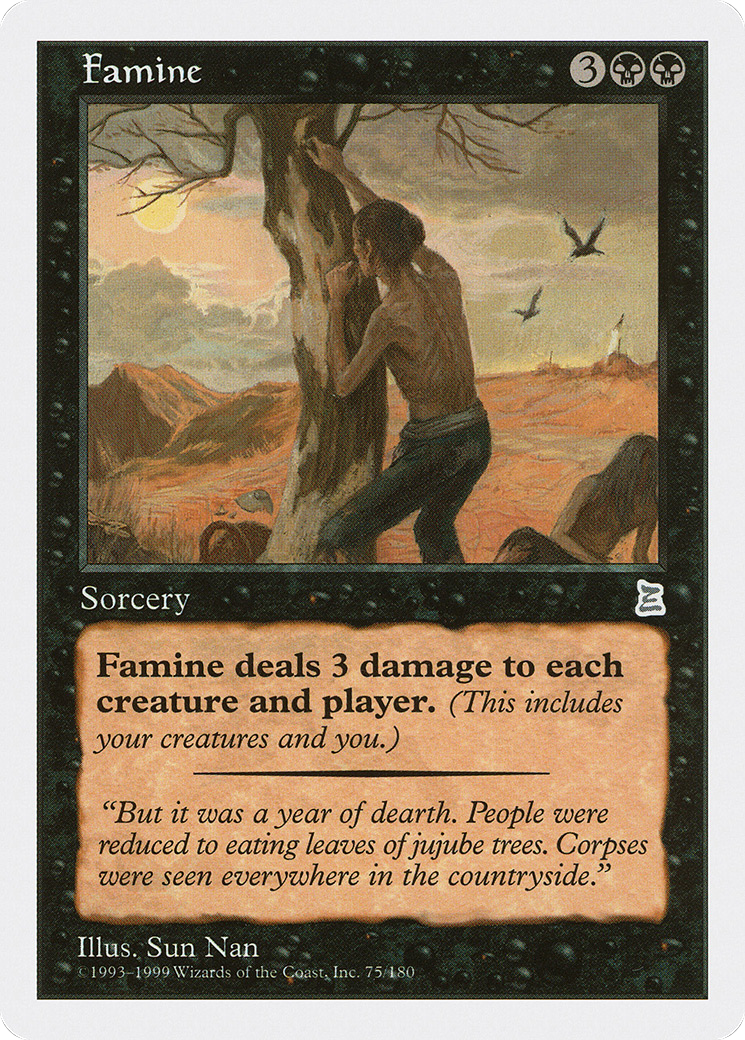 Famine 3
Sorcery
Famine deals 3 damage to each
creature and player. (This includes
your creatures and you.)
“But it was a year of dearth. People were
reduced to eating leaves of jujube trees. Corpses
were seen everywhere in the countryside.”
Illus. Sun Nan
©1993–1999 Wizards of the Coast, Inc. 75/180